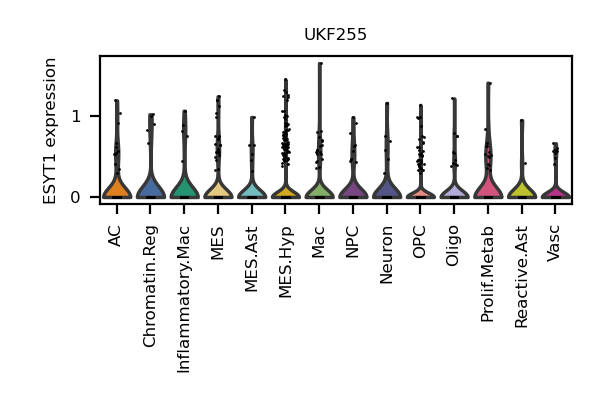 UKF255
ESYT1 expression
1
0
AC
Chromatin.Reg
Inflammatory.Mac
MES
MES.Ast
MES.Hyp
Mac
NPC
Neuron
OPC
Oligo
Prolif.Metab
Reactive.Ast
Vasc